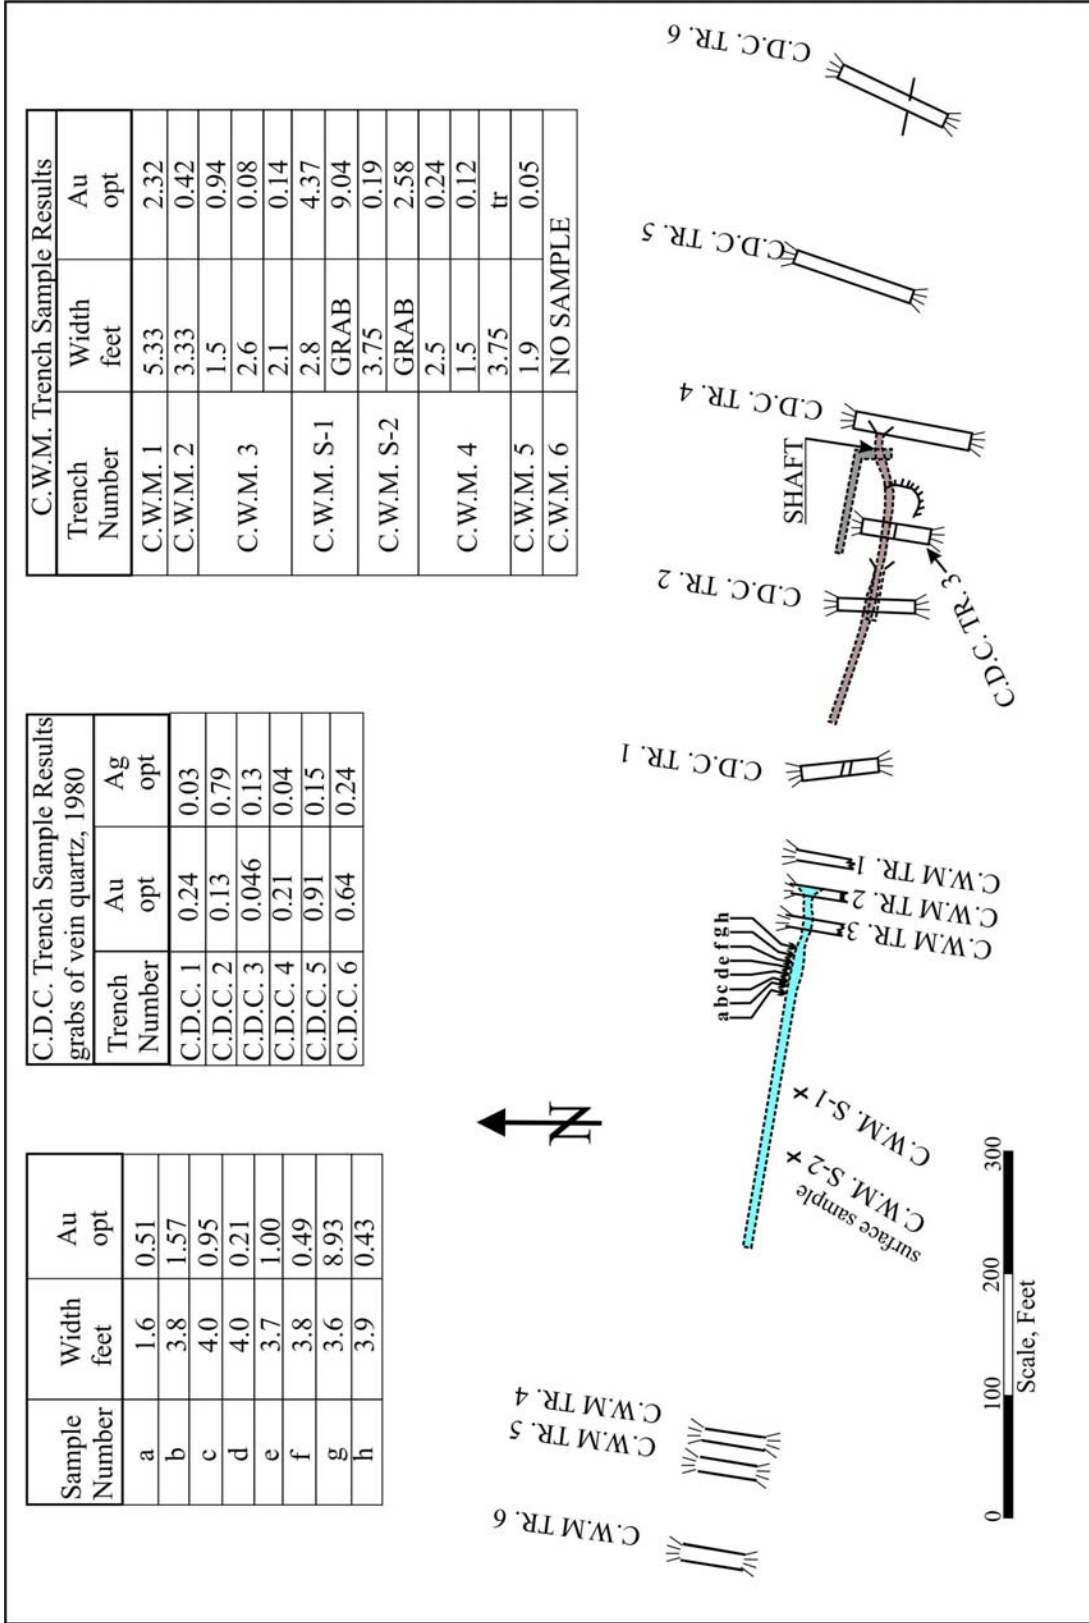 Sample Number Width feet Au opt
a 1.6 0.51
b 3.8 1.57
c 4.0 0.95
d 4.0 0.21
e 3.7 1.00
f 3.8 0.49
g 3.6 8.93
h 3.9 0.43
C.D.C. Trench Sample Results
grabs of vein quartz, 1980
Trench Number Au opt Ag opt
C.D.C. 1 0.24 0.03
C.D.C. 2 0.13 0.79
C.D.C. 3 0.046 0.13
C.D.C. 4 0.21 0.04
C.D.C. 5 0.91 0.15
C.D.C. 6 0.64 0.24
C.W.M. Trench Sample Results
Trench Number Width feet Au opt
C.W.M. 1 5.33 2.32
C.W.M. 2 3.33 0.42
C.W.M. 3 1.5 0.94
2.6 0.08
2.1 0.14
C.W.M. S-1 2.8 4.37
GRAB 9.04
C.W.M. S-2 3.75 0.19
GRAB 2.58
C.W.M. 4 2.5 0.24
1.5 0.12
3.75 tr
C.W.M. 5 1.9 0.05
C.W.M. 6 NO SAMPLE
N
C.W.M TR. 6
C.W.M TR. 5
C.W.M TR. 4
a b c d e f g h
C.W.M. S-2
surface sample
C.W.M. S-1
C.W.M TR. 3
C.W.M TR. 2
C.W.M TR. 1
C.D.C. TR. 1
C.D.C. TR. 2
C.D.C. TR. 3
SHAFT
C.D.C. TR. 4
C.D.C. TR. 5
C.D.C. TR. 6
0 100 200 300
Scale, Feet